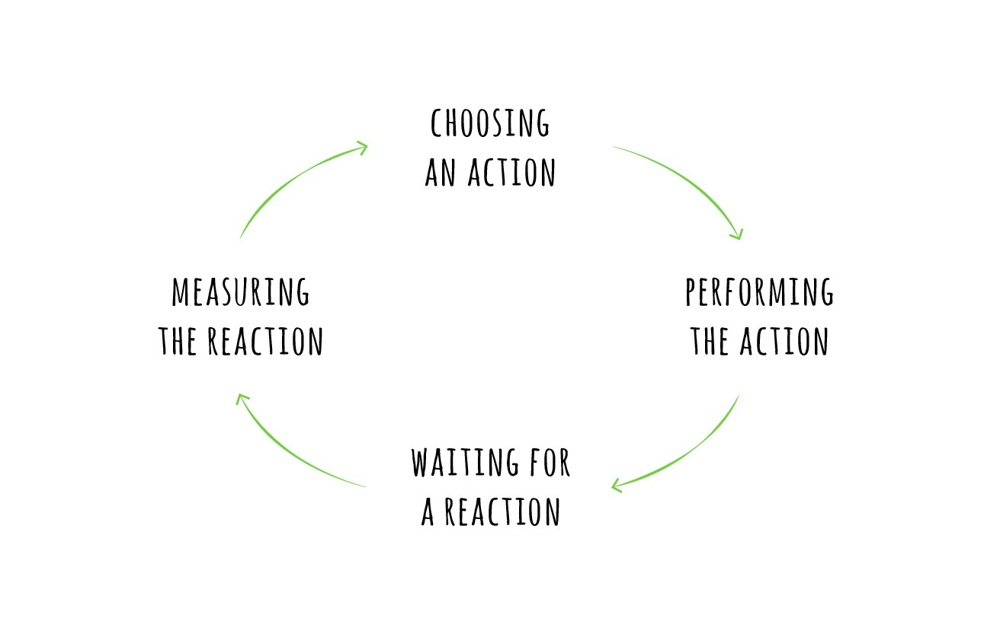 CHOOSING
AN ACTION
PERFORMING
THE ACTION
WAITING FOR
A REACTION
MEASURING
THE REACTION